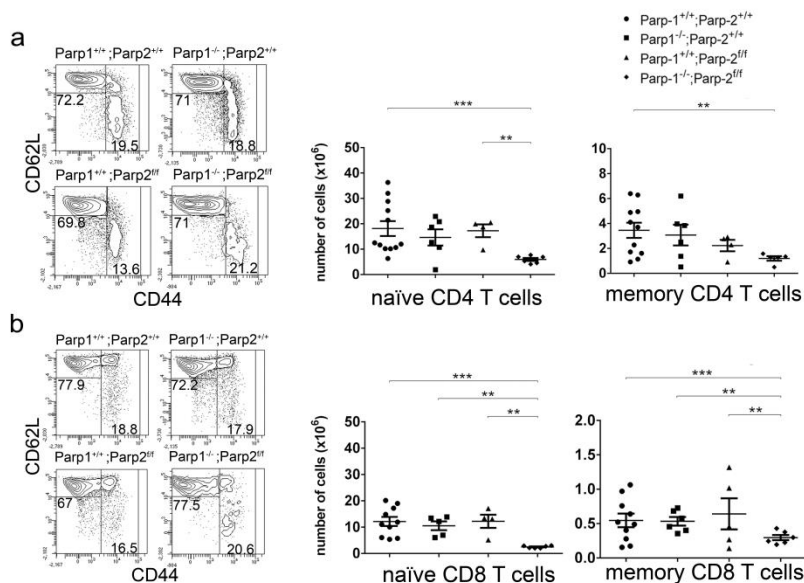 a
Parp1+/+;Parp2+/+
Parp1-/-;Parp2+/+
CD62L
72.2
19.5
71
18.8
Parp1+/+;Parp2f/f
Parp1-/-;Parp2f/f
69.8
13.6
71
21.2
CD44
Parp-1+/+;Parp-2+/+
Parp1-/-;Parp-2+/+
Parp-1+/+;Parp-2f/f
Parp-1-/-;Parp-2f/f
***
**
number of cells (x10⁶)
50
40
30
20
10
0
naïve CD4 T cells
**
10
8
6
4
2
0
memory CD4 T cells
b
Parp1+/+;Parp2+/+
Parp1-/-;Parp2+/+
CD62L
77.9
18.8
72.2
17.9
Parp1+/+;Parp2f/f
Parp1-/-;Parp2f/f
67
16.5
77.5
20.6
CD44
***
**
**
number of cells (x10⁶)
50
40
30
20
10
0
naïve CD8 T cells
***
**
**
2.0
1.5
1.0
0.5
0.0
memory CD8 T cells